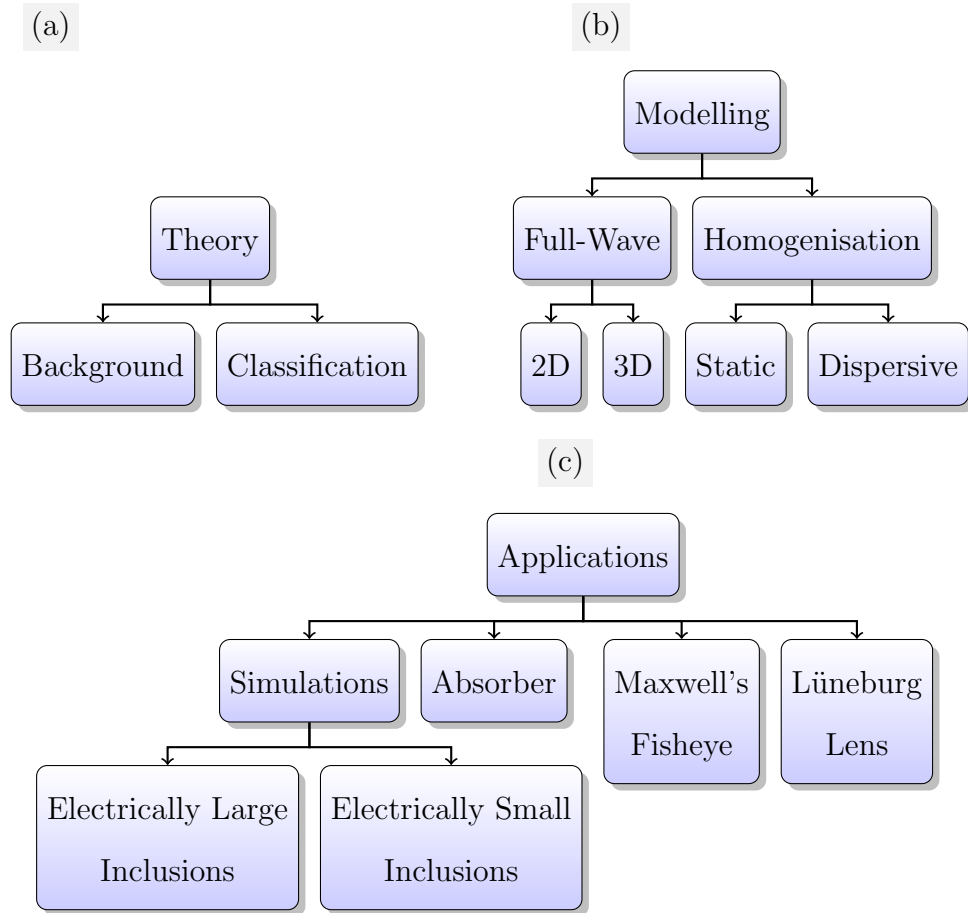 (a)
(b)
Modelling
Theory
Full-Wave
Homogenisation
Background
Classification
2D
3D
Static
Dispersive
(c)
Applications
Simulations
Absorber
Maxwell's
Fisheye
Lüneburg
Lens
Electrically Large
Inclusions
Electrically Small
Inclusions